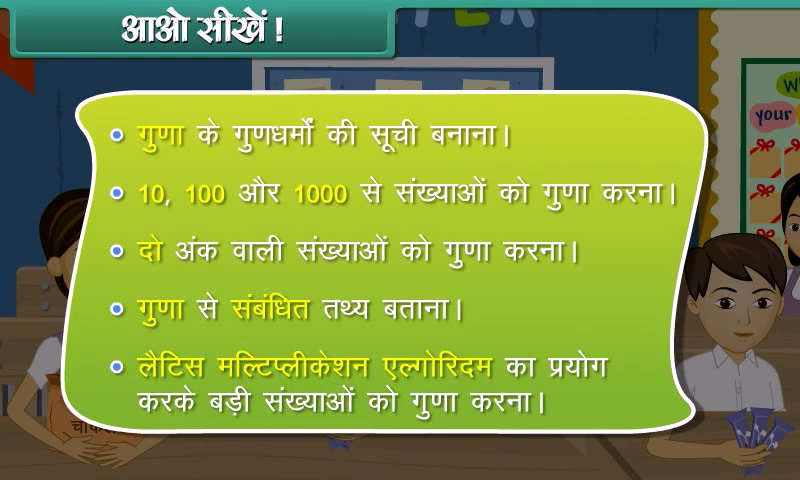 आओ सीखें!
गुणा के गुणधर्मों की सूची बनाना।
10, 100 और 1000 से संख्याओं को गुणा करना।
दो अंक वाली संख्याओं को गुणा करना।
गुणा से संबंधित तथ्य बताना।
लैटिस मल्टिप्लीकेशन एल्गोरिदम का प्रयोग
करके बड़ी संख्याओं को गुणा करना।
your